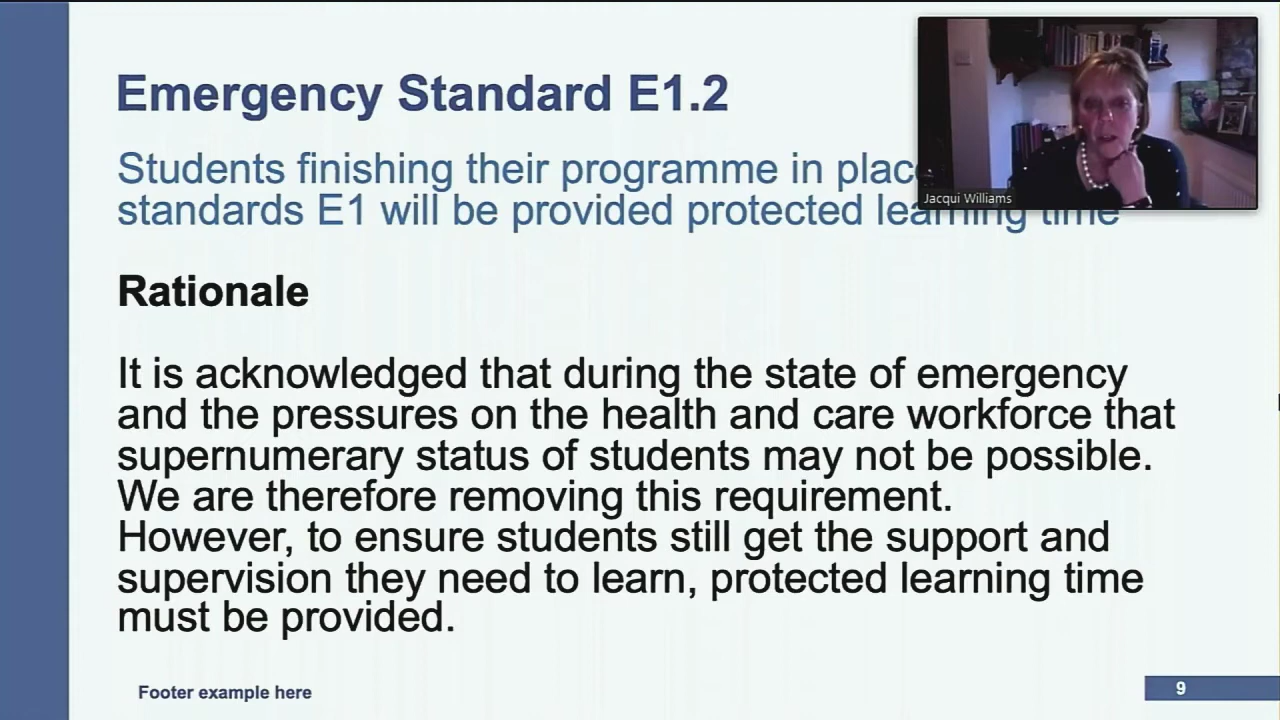 Emergency Standard E1.2
Students finishing their programme in
standards E1 will be provided protected learning time
Rationale
It is acknowledged that during the state of emergency
and the pressures on the health and care workforce that
supernumerary status of students may not be possible.
We are therefore removing this requirement.
However, to ensure students still get the support and
supervision they need to learn, protected learning time
must be provided.
Footer example here
9
Jacqui Williams